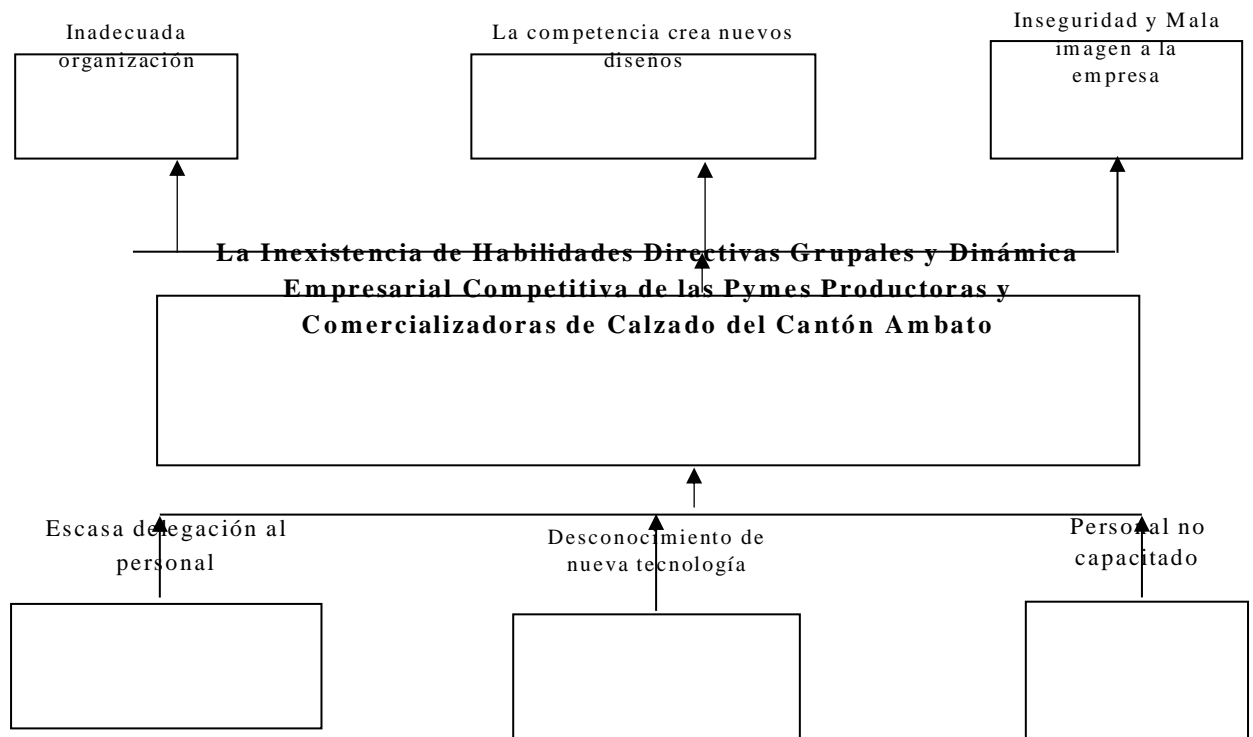 Inadecuada
organización
La competencia crea nuevos
diseños
Inseguridad y Mala
imagen a la
empresa
La Inexistencia de Habilidades Directivas Grupales y Dinámica
Empresarial Competitiva de las Pymes Productoras y
Comercializadoras de Calzado del Cantón Ambato
Escasa delegación al
personal
Desconocimiento de
nueva tecnología
Personal no
capacitado